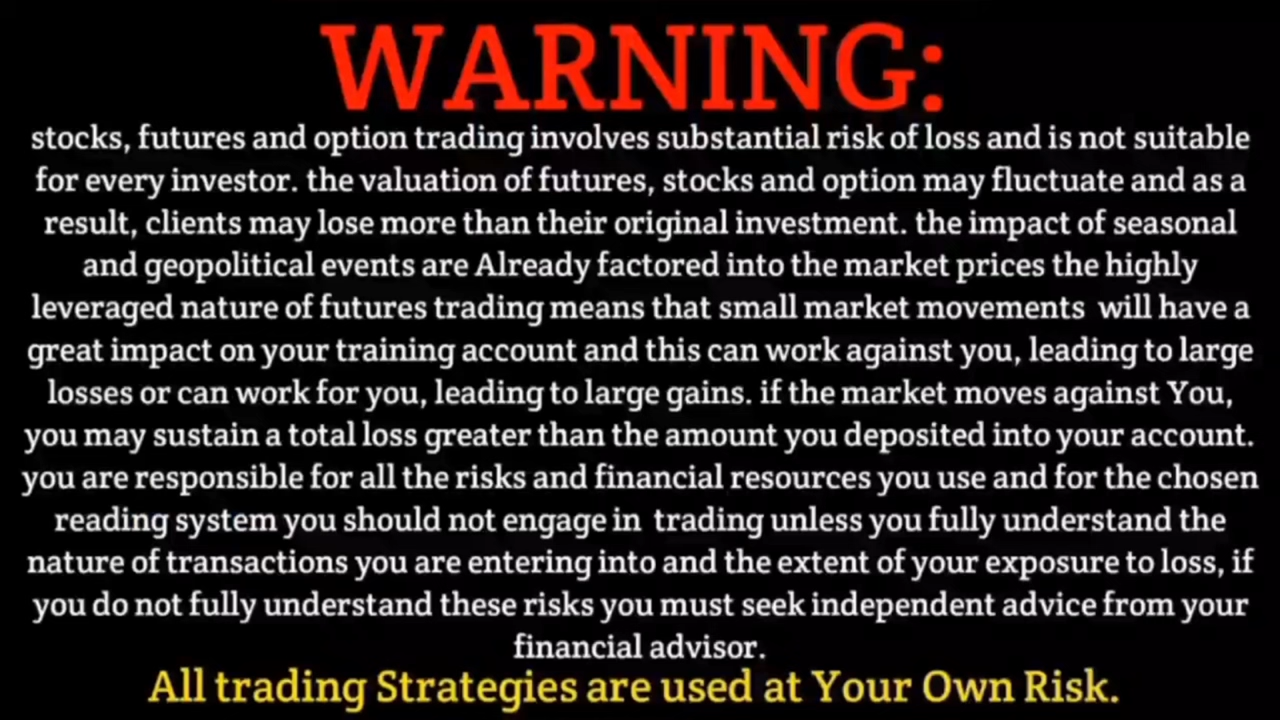 WARNING:
stocks, futures and option trading involves substantial risk of loss and is not suitable
for every investor. the valuation of futures, stocks and option may fluctuate and as a
result, clients may lose more than their original investment. the impact of seasonal
and geopolitical events are Already factored into the market prices the highly
leveraged nature of futures trading means that small market movements will have a
great impact on your training account and this can work against you, leading to large
losses or can work for you, leading to large gains. if the market moves against You,
you may sustain a total loss greater than the amount you deposited into your account.
you are responsible for all the risks and financial resources you use and for the chosen
reading system you should not engage in trading unless you fully understand the
nature of transactions you are entering into and the extent of your exposure to loss, if
you do not fully understand these risks you must seek independent advice from your
financial advisor.
All trading Strategies are used at Your Own Risk.